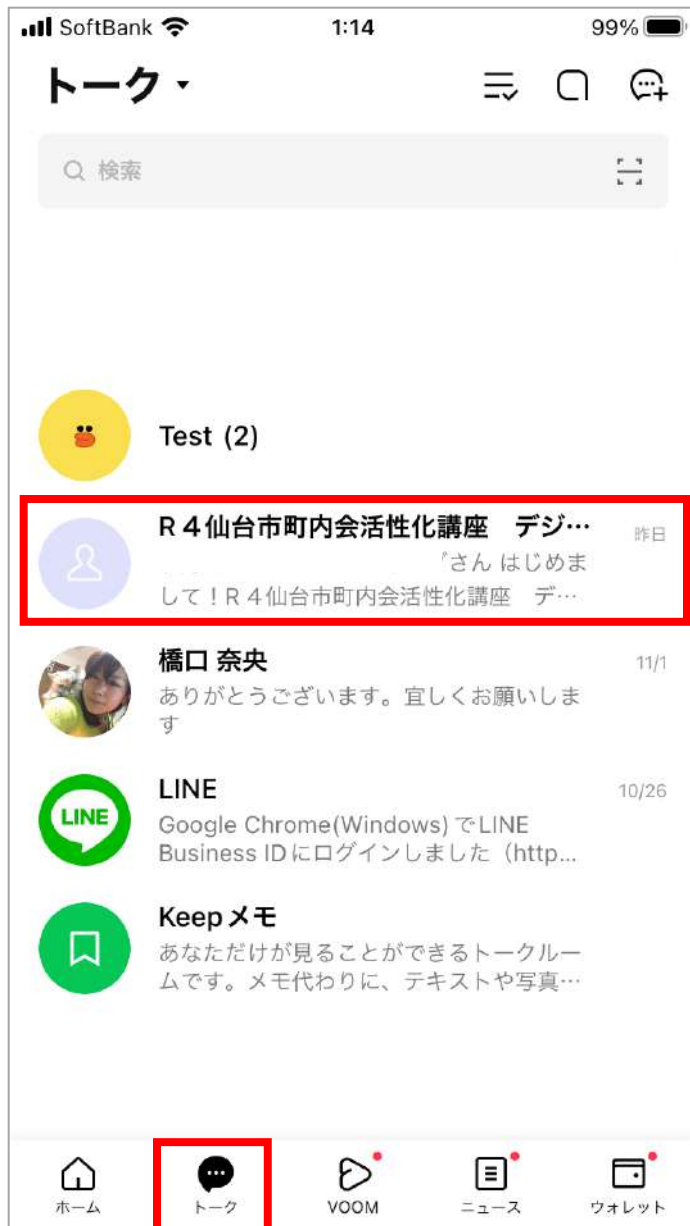 SoftBank 1:14 99%
トーク
検索
Test (2)
R４仙台市町内会活性化講座　デジ… 昨日
さん はじめま
して！R４仙台市町内会活性化講座　デ…
橋口 奈央 11/1
ありがとうございます。宜しくお願いしま
す
LINE
LINE 10/26
Google Chrome(Windows)でLINE
Business IDにログインしました（http...
Keepメモ
あなただけが見ることができるトークルー
ムです。メモ代わりに、テキストや写真…
ホーム トーク VOOM ニュース ウォレット